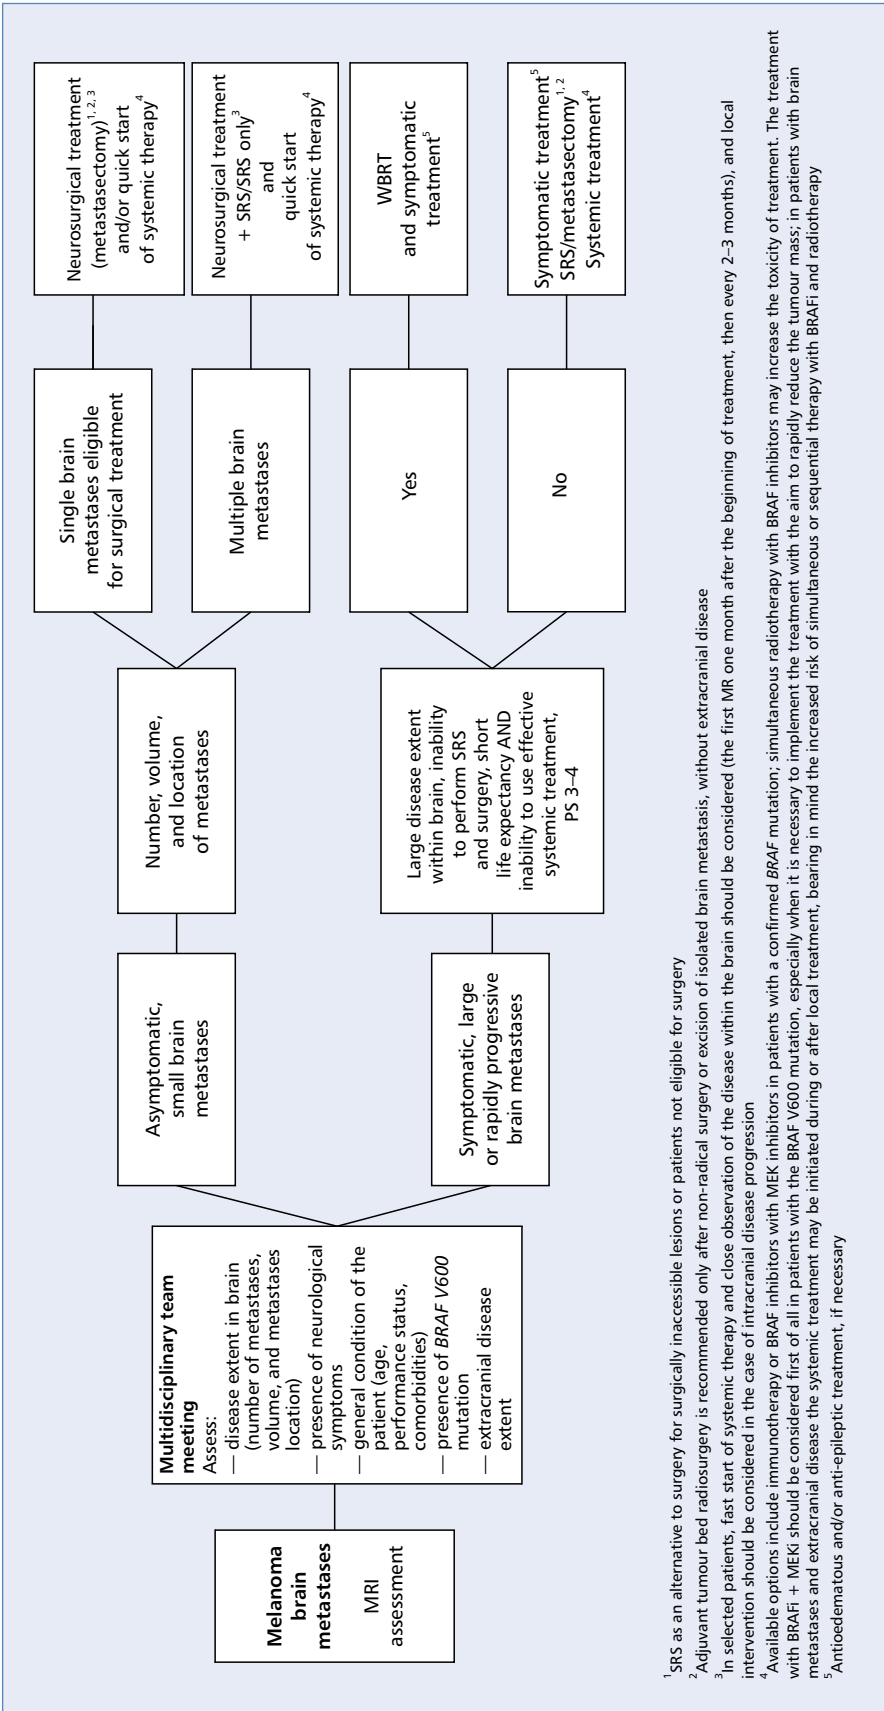 Melanoma
brain
metastases
MRI
assessment
Multidisciplinary team
meeting
Assess:
— disease extent in brain
(number of metastases,
volume, and metastases
location)
— presence of neurological
symptoms
— general condition of the
patient (age,
performance status,
comorbidities)
— presence of BRAF V600
mutation
— extracranial disease
extent
Asymptomatic,
small brain
metastases
Number, volume,
and location
of metastases
Single brain
metastases eligible
for surgical treatment
Neurosurgical treatment
(metastasectomy)1, 2, 3
and/or quick start
of systemic therapy4
Multiple brain
metastases
Neurosurgical treatment
+ SRS/SRS only3
and
quick start
of systemic therapy4
Symptomatic, large
or rapidly progressive
brain metastases
Large disease extent
within brain, inability
to perform SRS
and surgery, short
life expectancy AND
inability to use effective
systemic treatment,
PS 3–4
Yes
WBRT
and symptomatic
treatment5
No
Symptomatic treatment5
SRS/metastasectomy1, 2
Systemic treatment4
1SRS as an alternative to surgery for surgically inaccessible lesions or patients not eligible for surgery
2Adjuvant tumour bed radiosurgery is recommended only after non-radical surgery or excision of isolated brain metastasis, without extracranial disease
3In selected patients, fast start of systemic therapy and close observation of the disease within the brain should be considered (the first MR one month after the beginning of treatment, then every 2–3 months), and local
intervention should be considered in the case of intracranial disease progression
4Available options include immunotherapy or BRAF inhibitors with MEK inhibitors in patients with a confirmed BRAF mutation; simultaneous radiotherapy with BRAF inhibitors may increase the toxicity of treatment. The treatment
with BRAFi + MEKi should be considered first of all in patients with the BRAF V600 mutation, especially when it is necessary to implement the treatment with the aim to rapidly reduce the tumour mass; in patients with brain
metastases and extracranial disease the systemic treatment may be initiated during or after local treatment, bearing in mind the increased risk of simultaneous or sequential therapy with BRAFi and radiotherapy
5Antioedematous and/or anti-epileptic treatment, if necessary